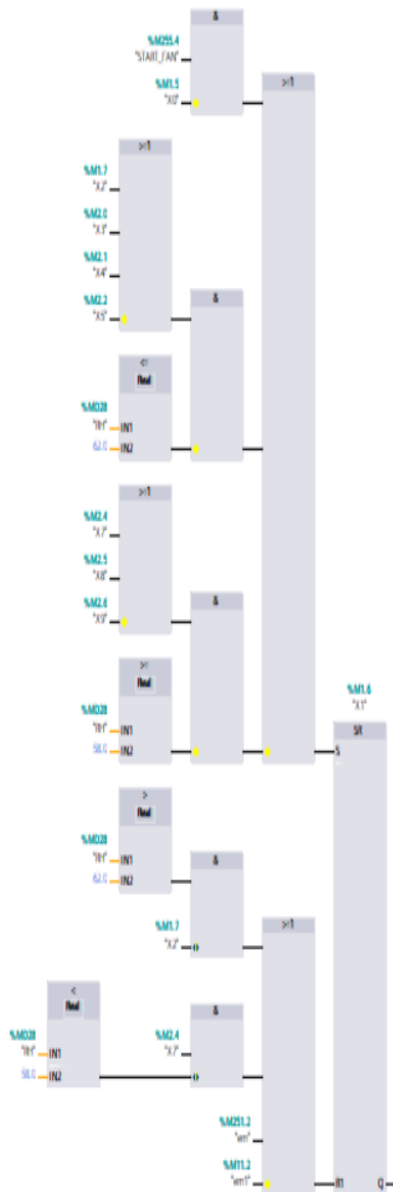 &
%M255.4
"START_FAN"
%M1.5
"X0"
>=1
>=1
%M1.7
"X2"
%M2.0
"X3"
%M2.1
"X4"
%M2.2
"X5"
&
<=
Real
%MD28
"RH"
IN1
62.0
IN2
>=1
%M2.4
"X7"
%M2.5
"X8"
%M2.6
"X9"
&
>=
Real
%MD28
"RH"
IN1
58.0
IN2
%M1.6
"X1"
SR
S
>
Real
%MD28
"RH"
IN1
62.0
IN2
&
%M1.7
"X2"
>=1
<
Real
%MD28
"RH"
IN1
58.0
IN2
&
%M2.4
"X7"
%M251.2
"wm"
%M11.2
"wm1"
R1
Q